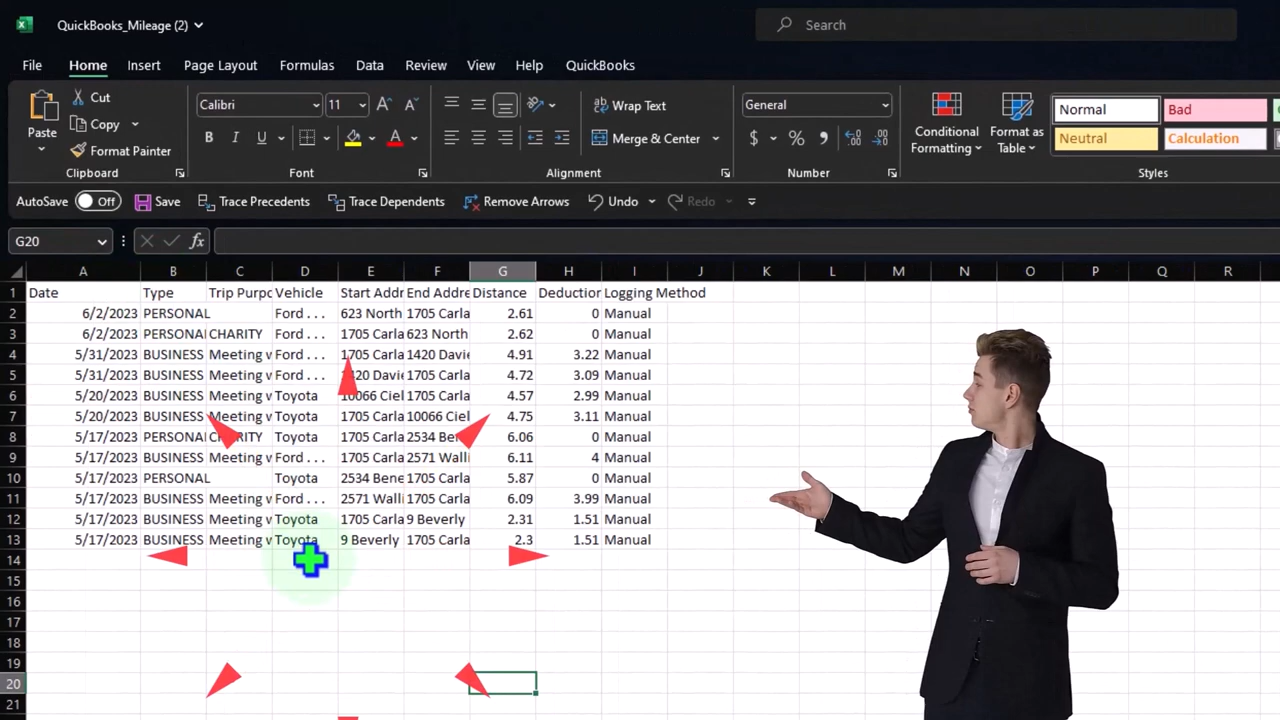 QuickBooks_Mileage (2)
Search
File Home Insert Page Layout Formulas Data Review View Help QuickBooks
Paste
Cut
Copy
Format Painter
Clipboard
Calibri 11
B I U
Font
Wrap Text
Merge & Center
Alignment
General
$ %
Number
Conditional Formatting
Format as Table
Normal Bad
Neutral Calculation
Styles
AutoSave Off Save Trace Precedents Trace Dependents Remove Arrows Undo Redo
G20 fx
A B C D E F G H I J K L M N O P Q R
1 Date Type Trip Purpo Vehicle Start Addr End Addre Distance Deduction Logging Method
2 6/2/2023 PERSONAL Ford . . . 623 North 1705 Carla 2.61 0 Manual
3 6/2/2023 PERSONAL CHARITY Ford . . . 1705 Carla 623 North 2.62 0 Manual
4 5/31/2023 BUSINESS Meeting w Ford . . . 1705 Carla 1420 Davie 4.91 3.22 Manual
5 5/31/2023 BUSINESS Meeting w Ford . . . 1420 Davie 1705 Carla 4.72 3.09 Manual
6 5/20/2023 BUSINESS Meeting w Toyota 10066 Ciel 1705 Carla 4.57 2.99 Manual
7 5/20/2023 BUSINESS Meeting w Toyota 1705 Carla 10066 Ciel 4.75 3.11 Manual
8 5/17/2023 PERSONAL CHARITY Toyota 1705 Carla 2534 Bene 6.06 0 Manual
9 5/17/2023 BUSINESS Meeting w Ford . . . 1705 Carla 2571 Walli 6.11 4 Manual
10 5/17/2023 PERSONAL Toyota 2534 Bene 1705 Carla 5.87 0 Manual
11 5/17/2023 BUSINESS Meeting w Ford . . . 2571 Walli 1705 Carla 6.09 3.99 Manual
12 5/17/2023 BUSINESS Meeting w Toyota 1705 Carla 9 Beverly 2.31 1.51 Manual
13 5/17/2023 BUSINESS Meeting w Toyota 9 Beverly 1705 Carla 2.3 1.51 Manual
14
15
16
17
18
19
20
21